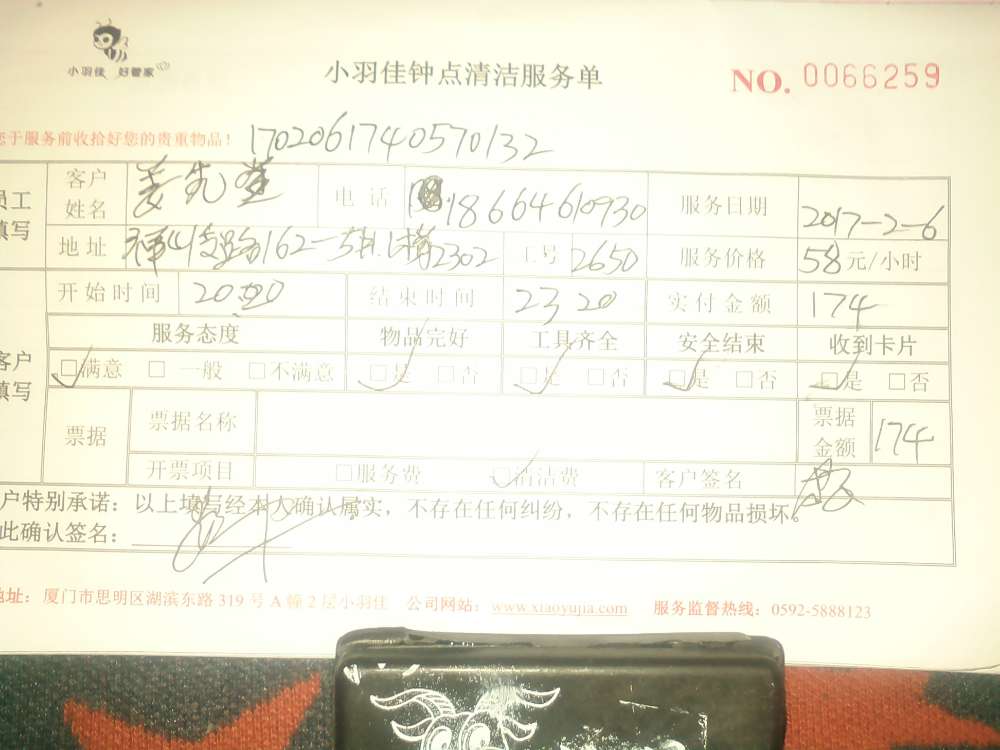 小羽佳 好管家
小羽佳钟点清洁服务单
NO. 0066259
您于服务前收拾好您的贵重物品！
1702061740570132
员工填写
客户姓名 姜先生 电话 18664610930 服务日期 2017-2-6
地址 162- 2302 工号 2650 服务价格 58元/小时
开始时间 20:00 结束时间 23 20 实付金额 174
客户填写
服务态度 物品完好 工具齐全 安全结束 收到卡片
☑满意 □一般 □不满意 ☑是 □否 ☑是 □否 ☑是 □否 ☑是 □否
票据 票据名称 票据金额 174
开票项目 □服务费 ☑清洁费 客户签名
户特别承诺：以上填写经本人确认属实，不存在任何纠纷，不存在任何物品损坏。
此确认签名：
地址：厦门市思明区湖滨东路319号A幢2层小羽佳 公司网站：www.xiaoyujia.com 服务监督热线：0592-5888123